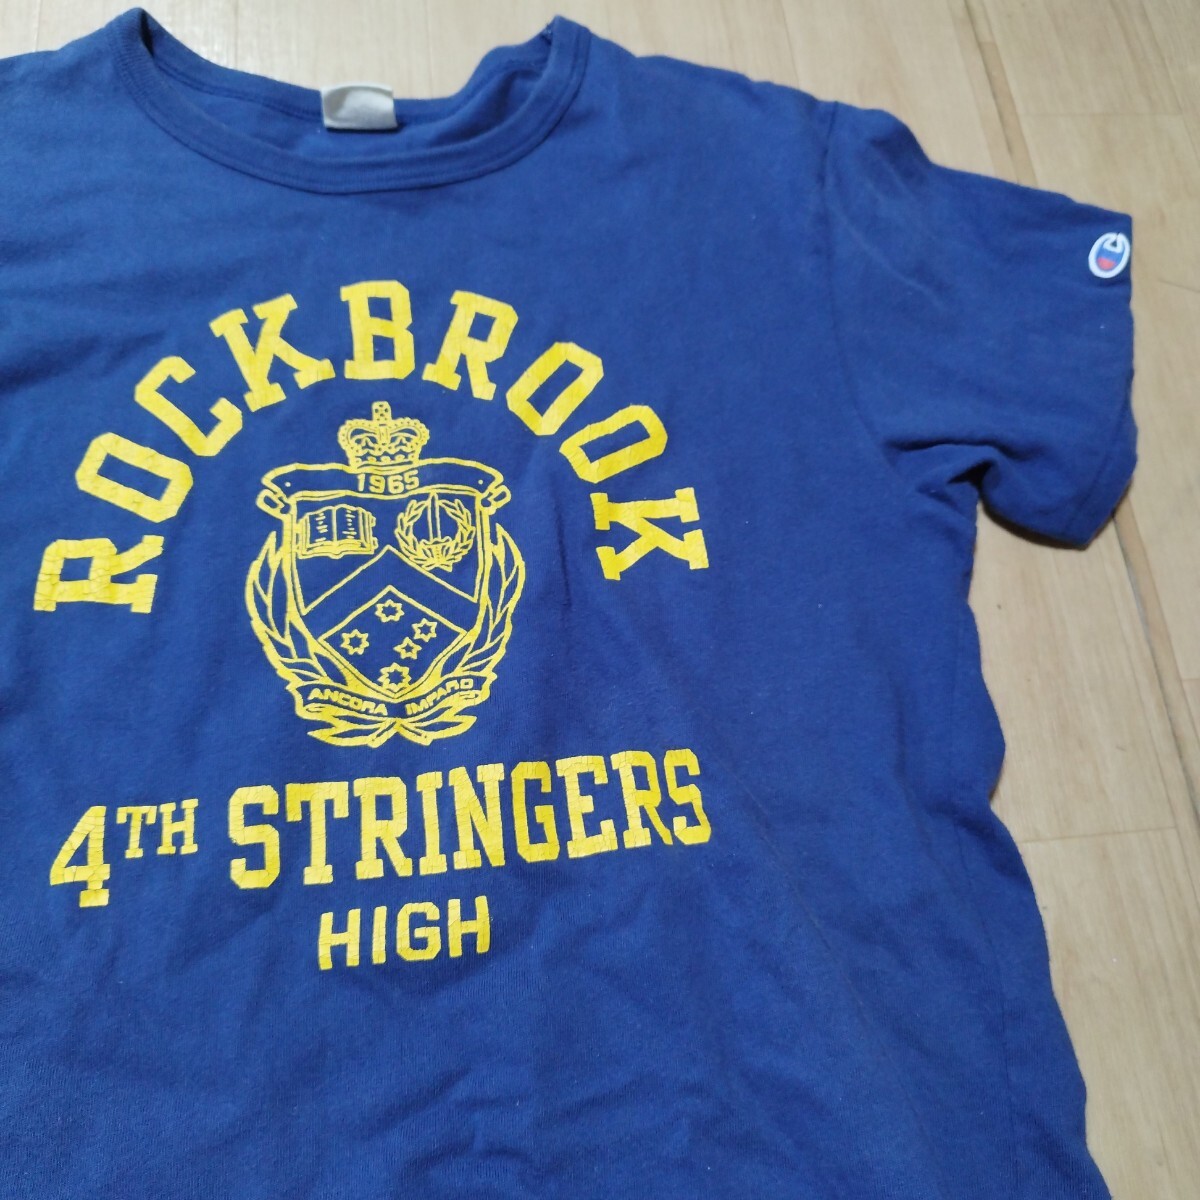 ROCKBROOK
1965
ANCORA IMPARO
4TH STRINGERS
HIGH